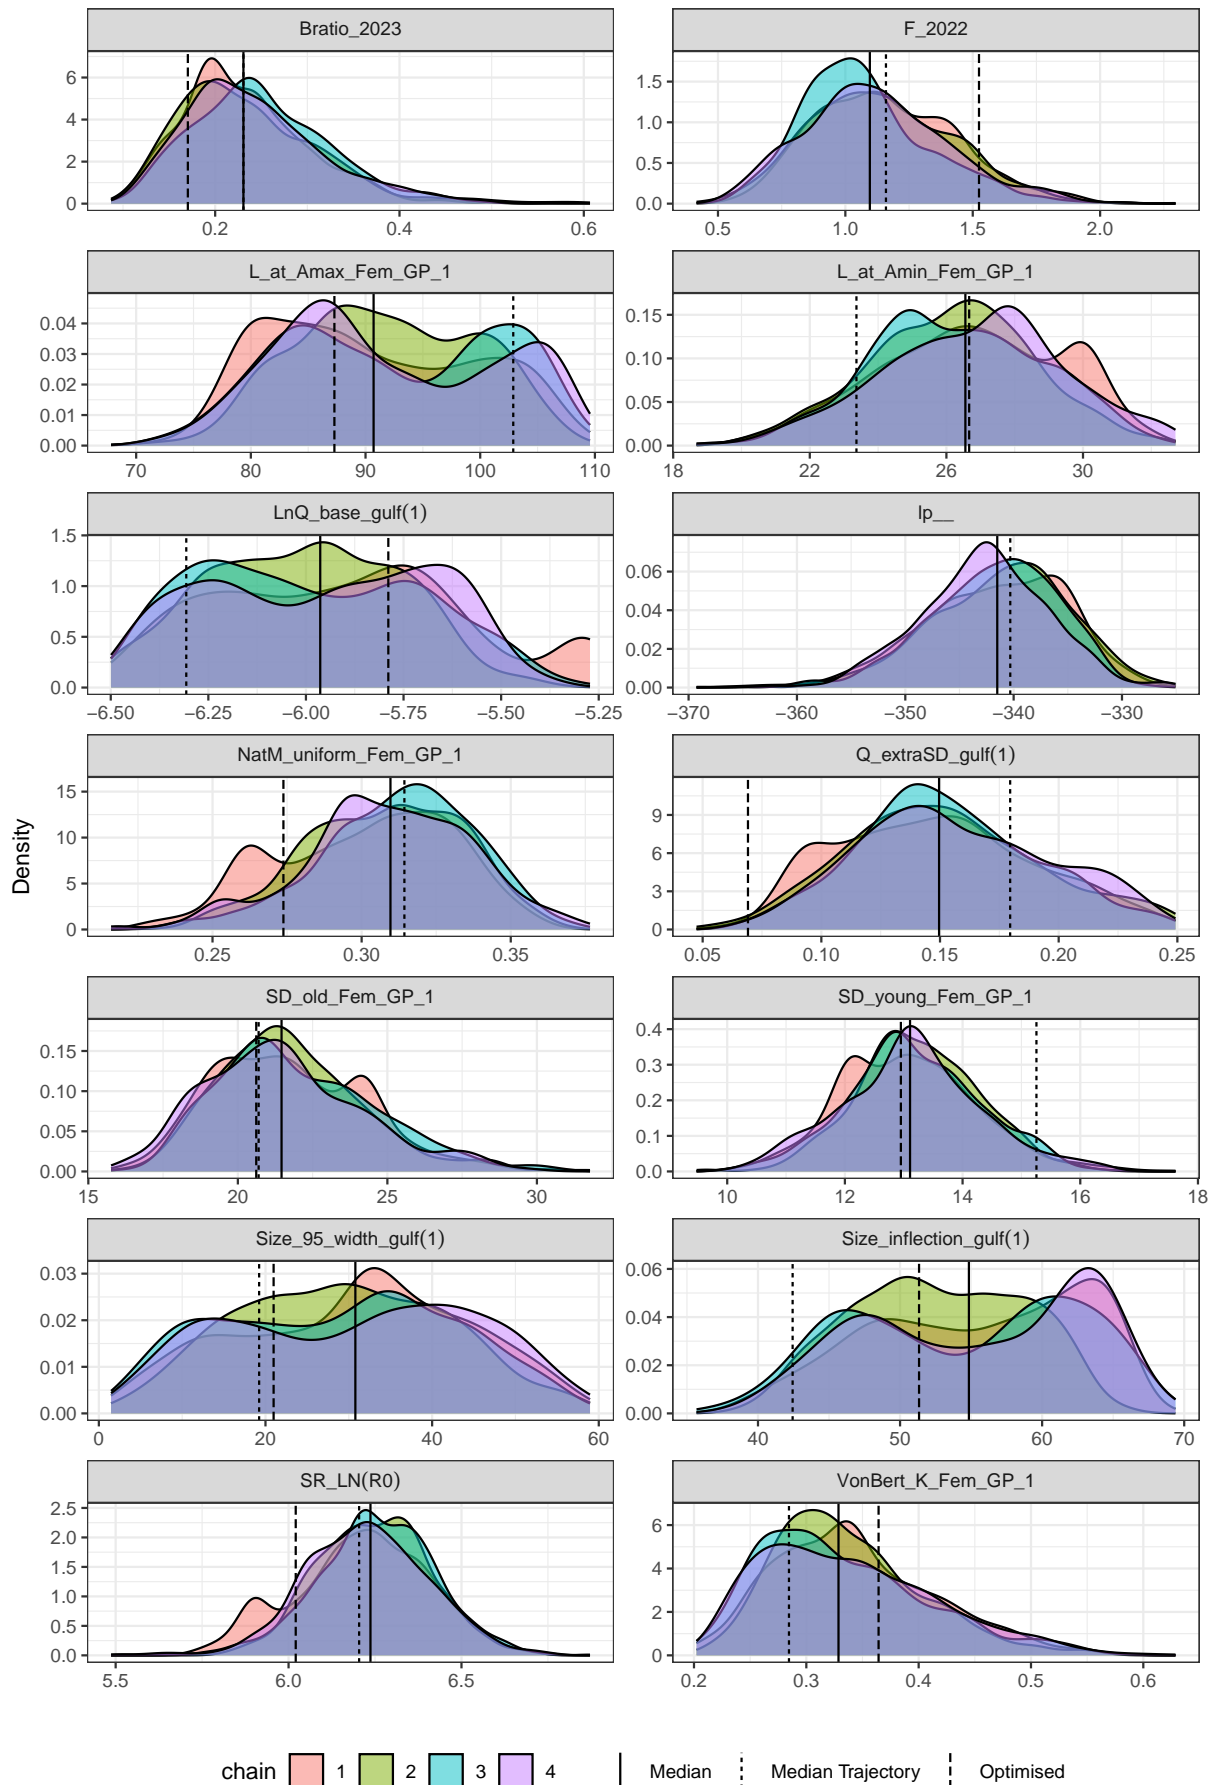 Bratio_2023 F_2022
6 4 2 0 1.5 1.0 0.5 0.0
0.2 0.4 0.6 0.5 1.0 1.5 2.0
L_at_Amax_Fem_GP_1 L_at_Amin_Fem_GP_1
0.04 0.03 0.02 0.01 0.00 0.15 0.10 0.05 0.00
70 80 90 100 110 18 22 26 30
LnQ_base_gulf(1) lp__
1.5 1.0 0.5 0.0 0.06 0.04 0.02 0.00
−6.50 −6.25 −6.00 −5.75 −5.50 −5.25 −370 −360 −350 −340 −330
NatM_uniform_Fem_GP_1 Q_extraSD_gulf(1)
15 10 5 0 9 6 3 0
0.25 0.30 0.35 0.05 0.10 0.15 0.20 0.25
Density
SD_old_Fem_GP_1 SD_young_Fem_GP_1
0.15 0.10 0.05 0.00 0.4 0.3 0.2 0.1 0.0
15 20 25 30 10 12 14 16 18
Size_95_width_gulf(1) Size_inflection_gulf(1)
0.03 0.02 0.01 0.00 0.06 0.04 0.02 0.00
0 20 40 60 40 50 60 70
SR_LN(R0) VonBert_K_Fem_GP_1
2.5 2.0 1.5 1.0 0.5 0.0 6 4 2 0
5.5 6.0 6.5 0.2 0.3 0.4 0.5 0.6
chain 1 2 3 4 Median Median Trajectory Optimised